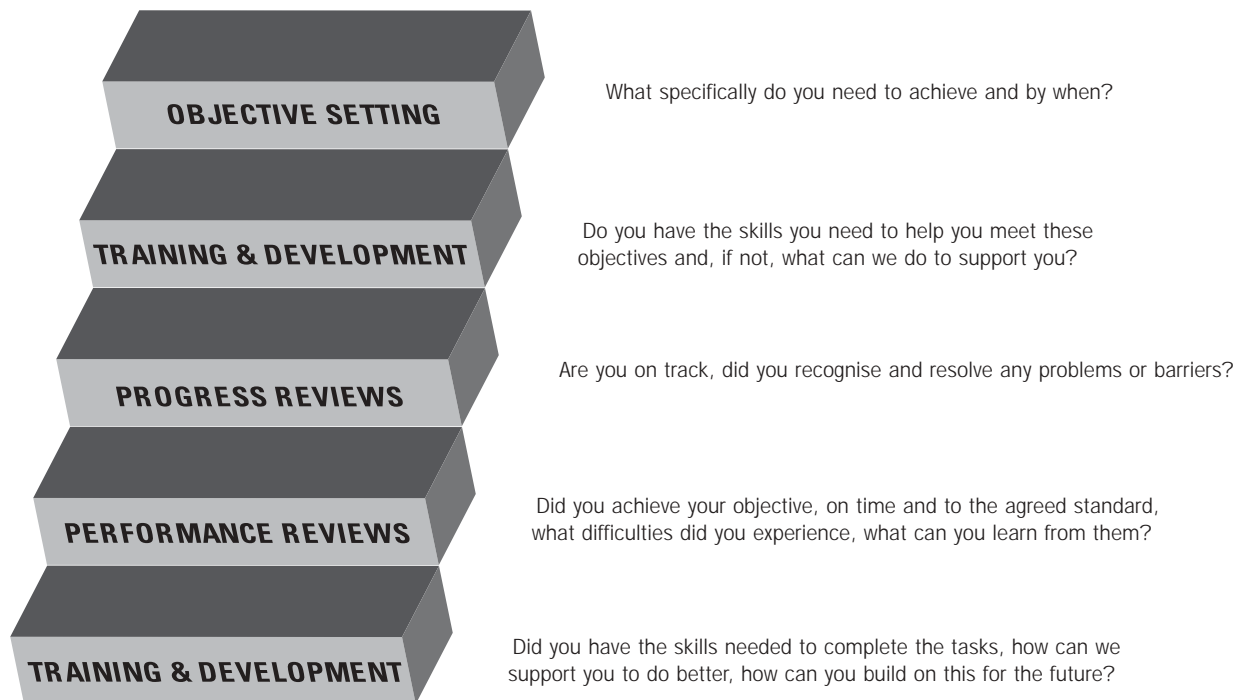 OBJECTIVE SETTING
What specifically do you need to achieve and by when?
TRAINING & DEVELOPMENT
Do you have the skills you need to help you meet these
objectives and, if not, what can we do to support you?
PROGRESS REVIEWS
Are you on track, did you recognise and resolve any problems or barriers?
PERFORMANCE REVIEWS
Did you achieve your objective, on time and to the agreed standard,
what difficulties did you experience, what can you learn from them?
TRAINING & DEVELOPMENT
Did you have the skills needed to complete the tasks, how can we
support you to do better, how can you build on this for the future?